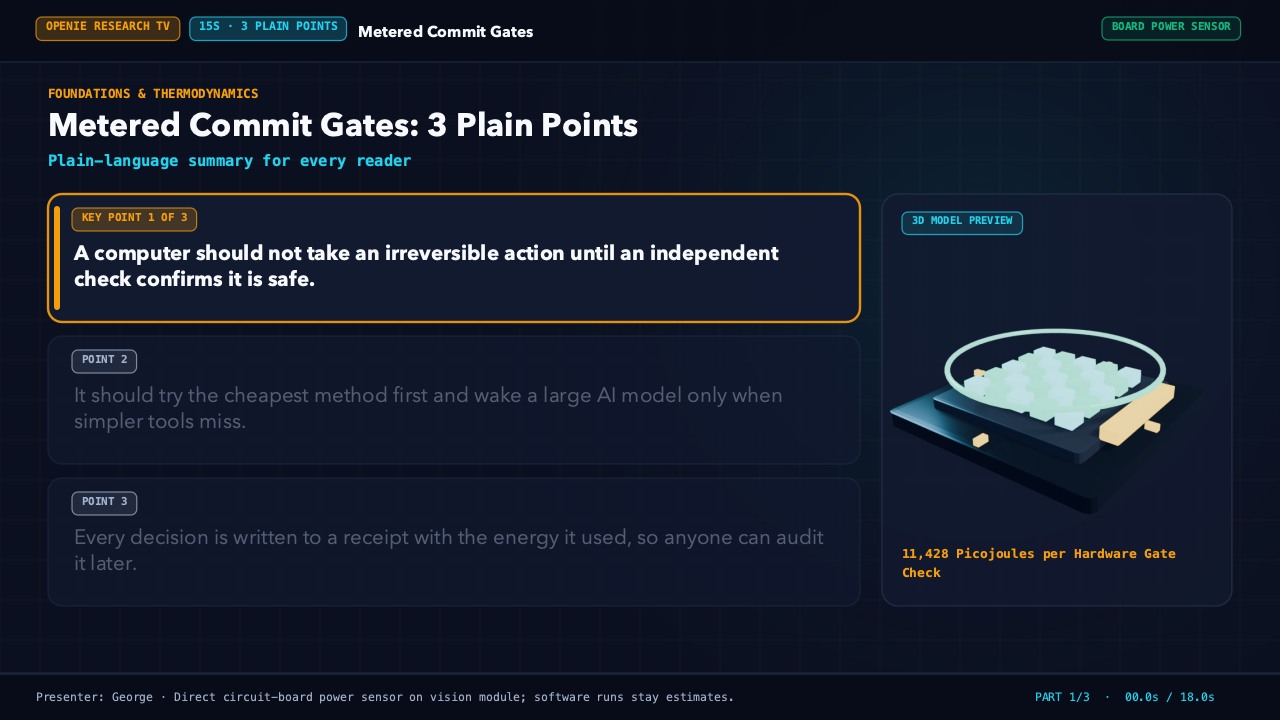 OPENIE RESEARCH TV
15S · 3 PLAIN POINTS
Metered Commit Gates
BOARD POWER SENSOR
FOUNDATIONS & THERMODYNAMICS
Metered Commit Gates: 3 Plain Points
Plain-language summary for every reader
KEY POINT 1 OF 3
A computer should not take an irreversible action until an independent
check confirms it is safe.
POINT 2
It should try the cheapest method first and wake a large AI model only when
simpler tools miss.
POINT 3
Every decision is written to a receipt with the energy it used, so anyone can audit
it later.
3D MODEL PREVIEW
11,428 Picojoules per Hardware Gate
Check
Presenter: George · Direct circuit-board power sensor on vision module; software runs stay estimates.
PART 1/3 · 00.0s / 18.0s